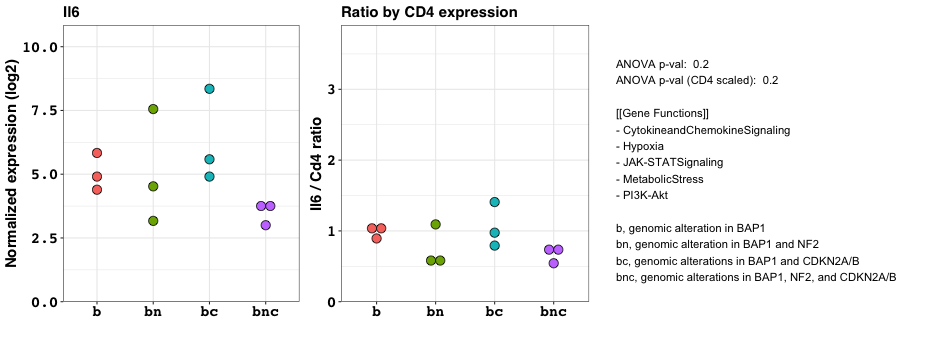 Il6
Normalized expression (log2)
10.0
7.5
5.0
2.5
0.0
b bn bc bnc
Ratio by CD4 expression
Il6 / Cd4 ratio
3
2
1
0
b bn bc bnc
ANOVA p-val: 0.2
ANOVA p-val (CD4 scaled): 0.2
[[Gene Functions]]
- CytokineandChemokineSignaling
- Hypoxia
- JAK-STATSignaling
- MetabolicStress
- PI3K-Akt
b, genomic alteration in BAP1
bn, genomic alteration in BAP1 and NF2
bc, genomic alterations in BAP1 and CDKN2A/B
bnc, genomic alterations in BAP1, NF2, and CDKN2A/B